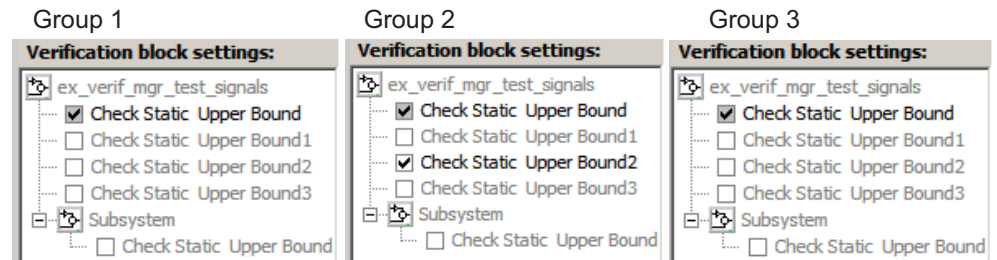 Group 1
Verification block settings:
ex_verif_mgr_test_signals
Check Static Upper Bound
Check Static Upper Bound1
Check Static Upper Bound2
Check Static Upper Bound3
Subsystem
Check Static Upper Bound
Group 2
Verification block settings:
ex_verif_mgr_test_signals
Check Static Upper Bound
Check Static Upper Bound1
Check Static Upper Bound2
Check Static Upper Bound3
Subsystem
Check Static Upper Bound
Group 3
Verification block settings:
ex_verif_mgr_test_signals
Check Static Upper Bound
Check Static Upper Bound1
Check Static Upper Bound2
Check Static Upper Bound3
Subsystem
Check Static Upper Bound